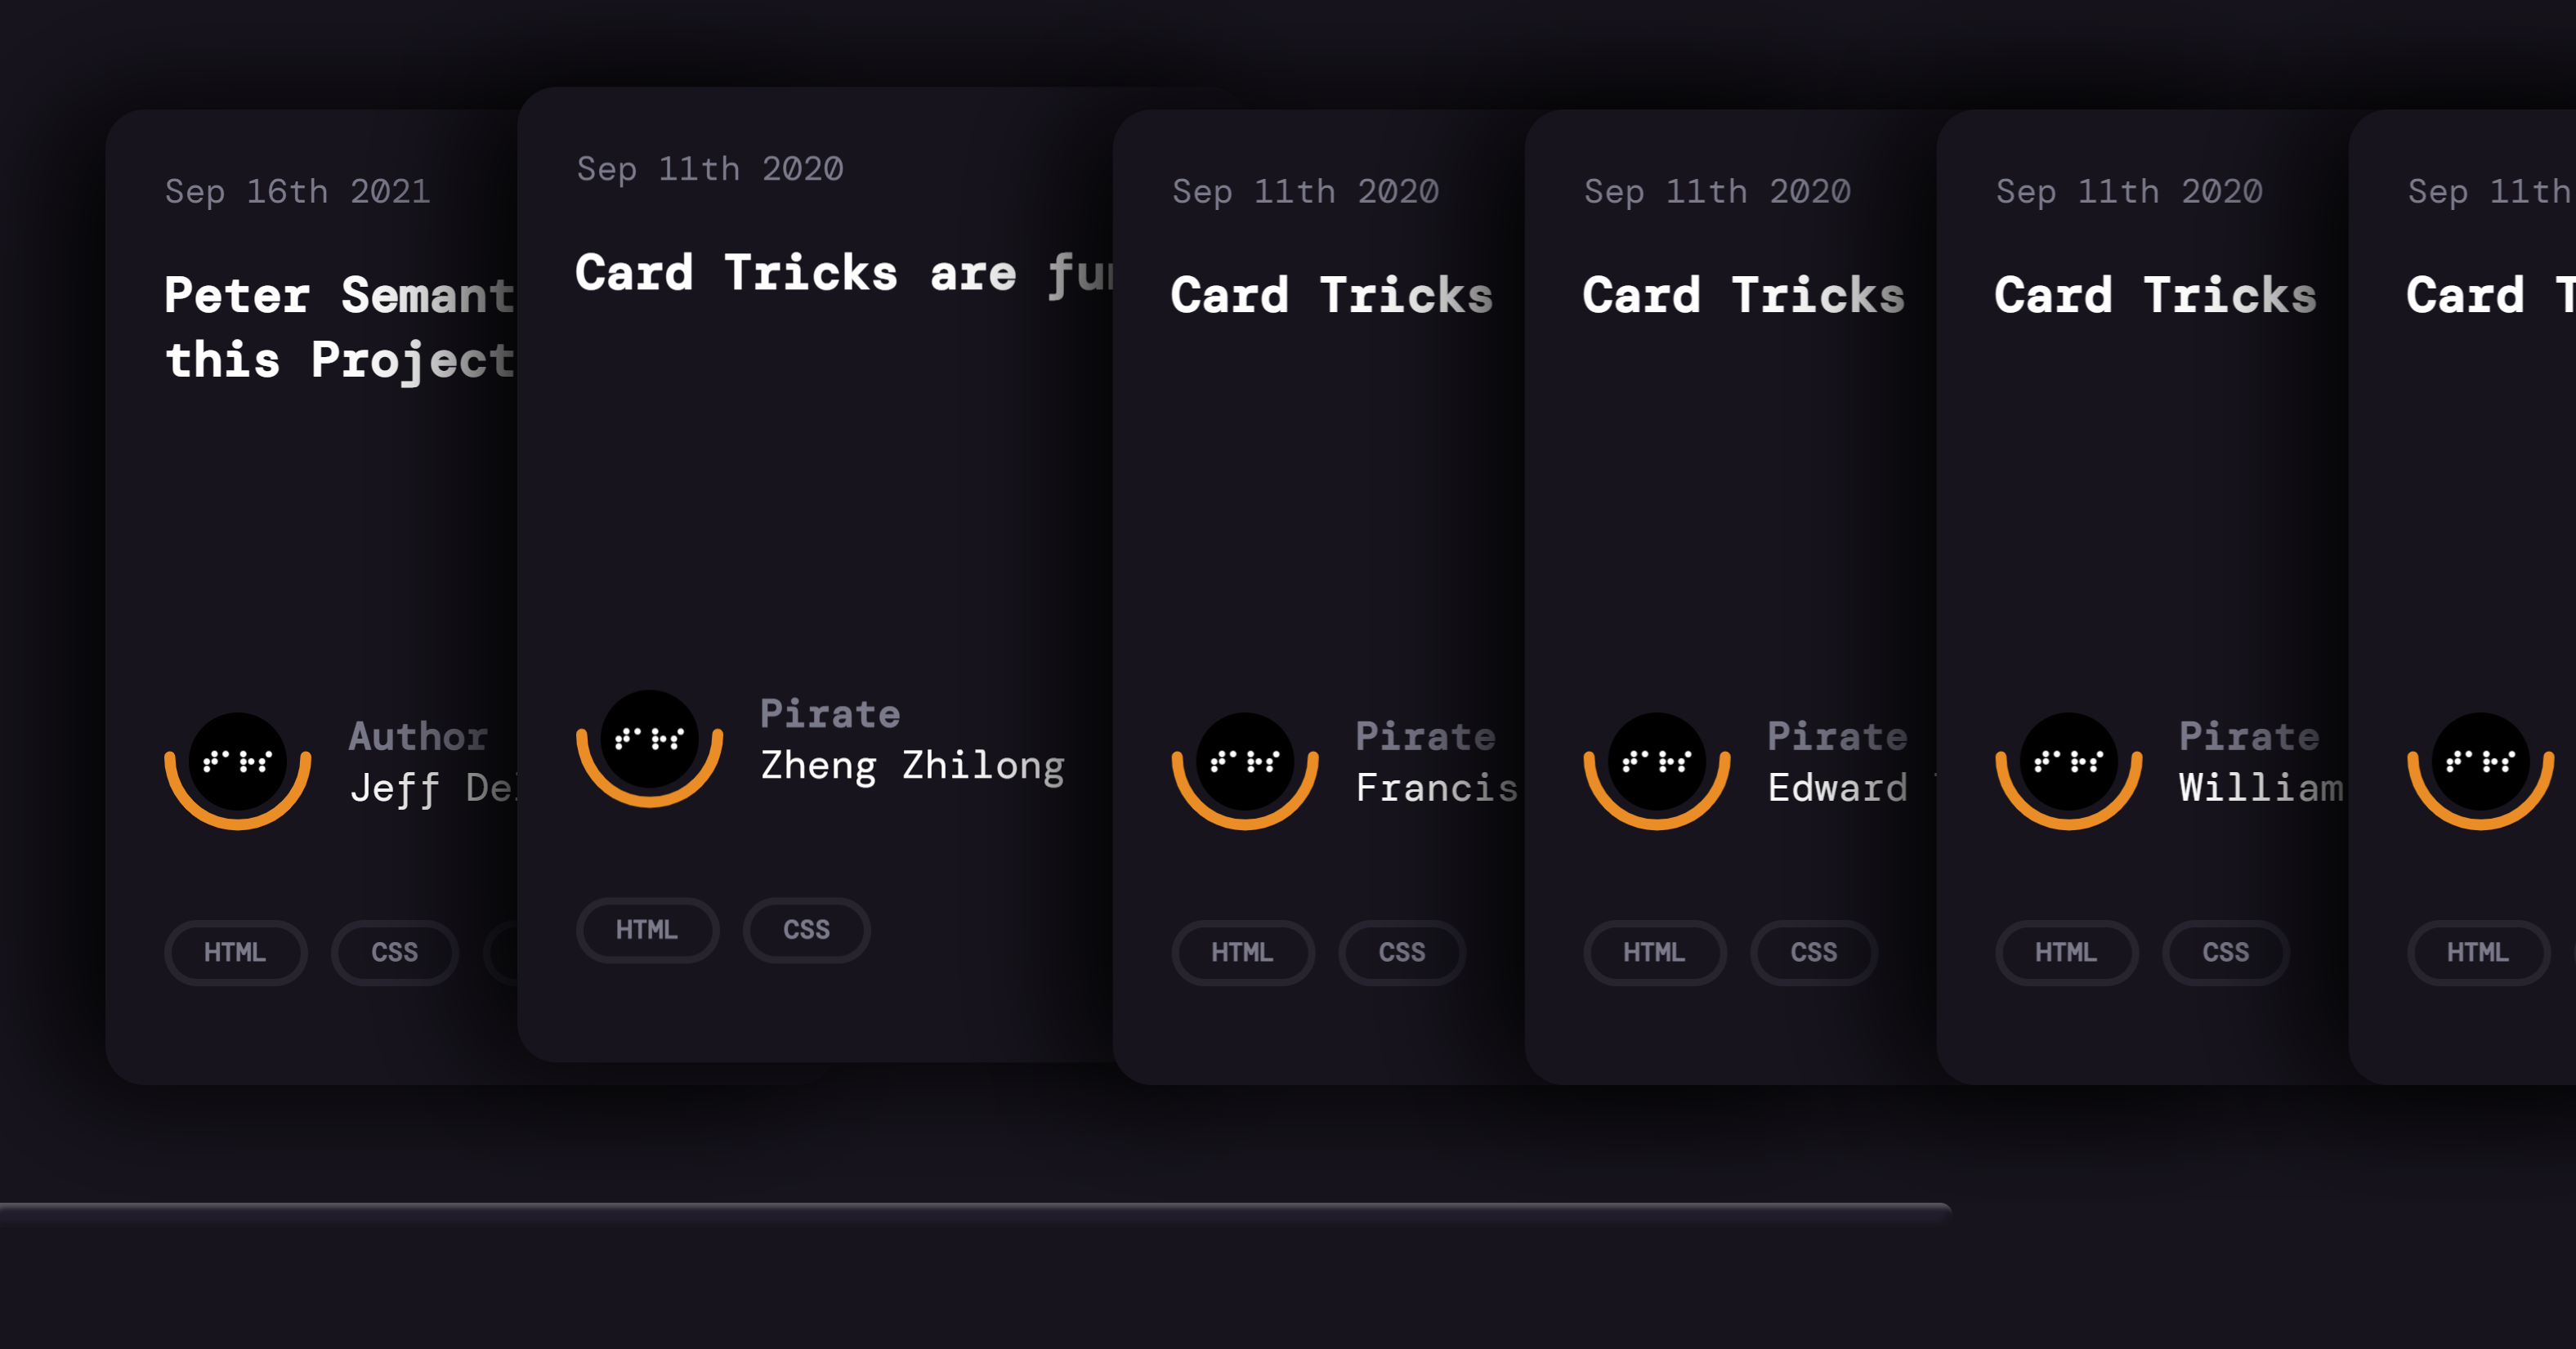 Sep 16th 2021
Peter Semant
this Project
Author
Jeff De
HTML
CSS
Sep 11th 2020
Card Tricks are fun
Pirate
Zheng Zhilong
HTML
CSS
Sep 11th 2020
Card Tricks
Pirate
Francis
HTML
CSS
Sep 11th 2020
Card Tricks
Pirate
Edward
HTML
CSS
Sep 11th 2020
Card Tricks
Pirate
William
HTML
CSS
Sep 11th
Card T
HTML